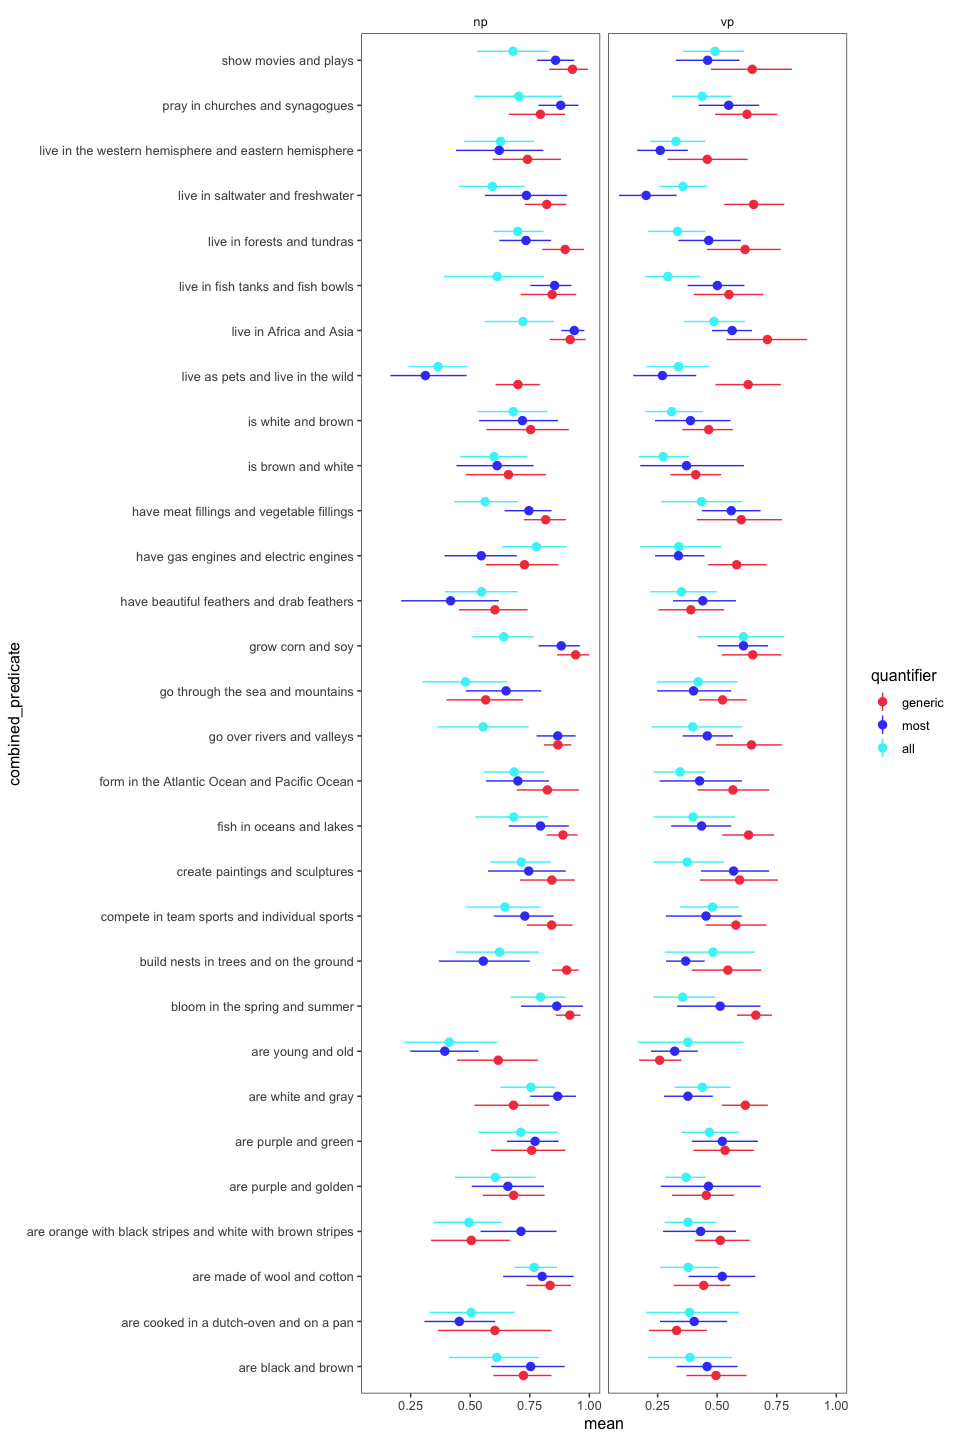 np
vp
show movies and plays
pray in churches and synagogues
live in the western hemisphere and eastern hemisphere
live in saltwater and freshwater
live in forests and tundras
live in fish tanks and fish bowls
live in Africa and Asia
live as pets and live in the wild
is white and brown
is brown and white
have meat fillings and vegetable fillings
have gas engines and electric engines
have beautiful feathers and drab feathers
grow corn and soy
go through the sea and mountains
go over rivers and valleys
form in the Atlantic Ocean and Pacific Ocean
fish in oceans and lakes
create paintings and sculptures
compete in team sports and individual sports
build nests in trees and on the ground
bloom in the spring and summer
are young and old
are white and gray
are purple and green
are purple and golden
are orange with black stripes and white with brown stripes
are made of wool and cotton
are cooked in a dutch-oven and on a pan
are black and brown
combined_predicate
0.25 0.50 0.75 1.00
0.25 0.50 0.75 1.00
mean
quantifier
generic
most
all